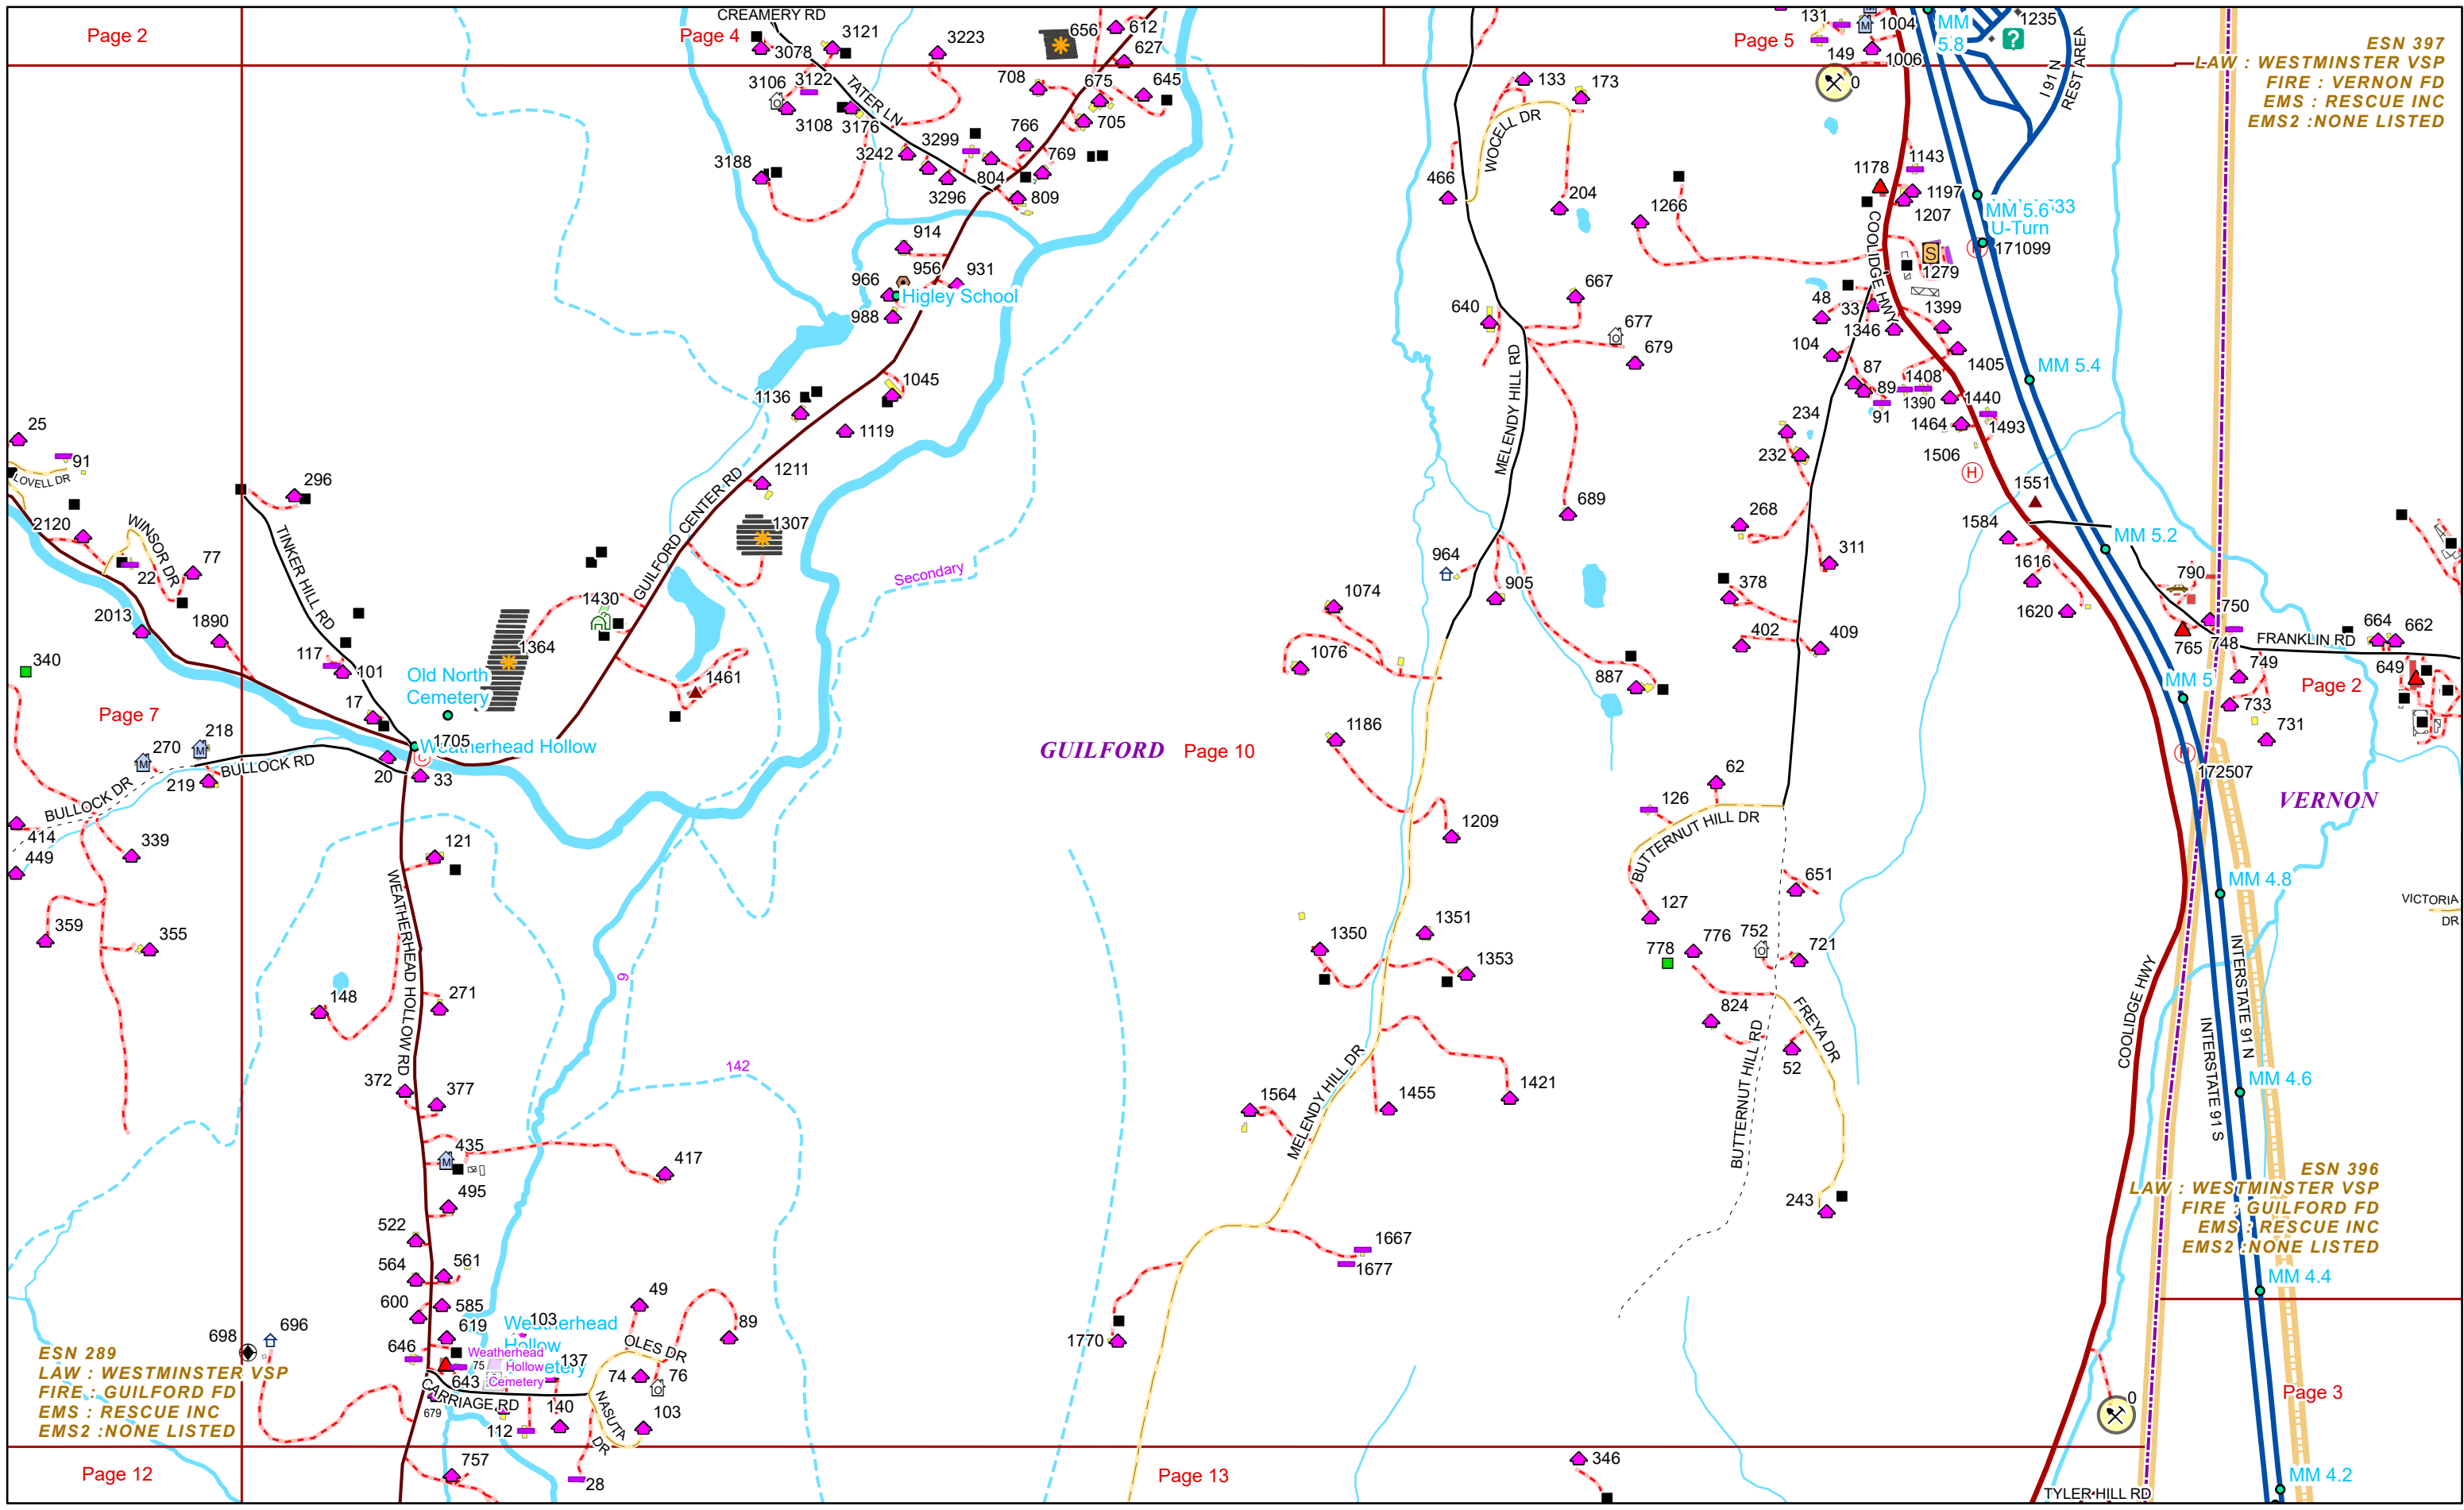 CREAMERY RD
Page 2
Page 4
3078
3121
3223
656
612
627
131
149
1004
1006
Page 5
MM
5.8
1235
I 91 N
REST AREA
ESN 397
LAW : WESTMINSTER VSP
FIRE : VERNON FD
EMS : RESCUE INC
EMS2 :NONE LISTED
3106
3122
TATER LN
3108
3176
708
675
645
705
133
173
WOCELL DR
0
3188
3242
3299
3296
766
769
804
809
466
204
1266
1178
1143
1197
1207
COOLIDGE HWY
MM 5.6
U-Turn
171099
914
956
931
966
Higley School
988
640
667
677
679
MELENDY HILL RD
S
1279
48
33
1346
1399
104
1405
87
89
91
1408
1390
1440
1464
1493
1506
H
MM 5.4
1045
1136
1119
25
91
LOVELL DR
296
1211
1307
GUILFORD CENTER RD
234
232
689
268
311
1551
1584
1616
1620
MM 5.2
2120
WINSOR DR
22
77
TINKER HILL RD
2013
1890
1430
1364
1461
Secondary
964
905
1074
1076
378
402
409
887
790
750
748
765
FRANKLIN RD
664
662
649
749
733
731
MM 5
Page 2
340
117
101
17
Old North
Cemetery
Page 7
270
218
M
M
219
BULLOCK RD
BULLOCK DR
1705
Weatherhead Hollow
20
33
GUILFORD
Page 10
1186
172507
VERNON
414
449
339
121
62
126
BUTTERNUT HILL DR
1209
359
355
WEATHERHEAD HOLLOW RD
148
271
9
1350
1351
1353
127
651
778
776
752
721
824
FREYA DR
52
BUTTERNUT HILL RD
243
MM 4.8
VICTORIA
DR
INTERSTATE 91 N
INTERSTATE 91 S
COOLIDGE HWY
MM 4.6
372
377
142
1564
1455
1421
MELENDY HILL DR
435
M
417
495
522
564
561
600
585
619
646
1667
1677
1770
ESN 396
LAW : WESTMINSTER VSP
FIRE : GUILFORD FD
EMS : RESCUE INC
EMS2 :NONE LISTED
MM 4.4
698
696
ESN 289
LAW : WESTMINSTER VSP
FIRE : GUILFORD FD
EMS : RESCUE INC
EMS2 :NONE LISTED
103
Weatherhead
Hollow
Weatherhead
Hollow
Cemetery
75
643
137
CARRIAGE RD
679
112
140
49
89
OLES DR
74
76
NASUTA
DR
103
28
757
Page 12
Page 13
346
0
Page 3
MM 4.2
TYLER HILL RD